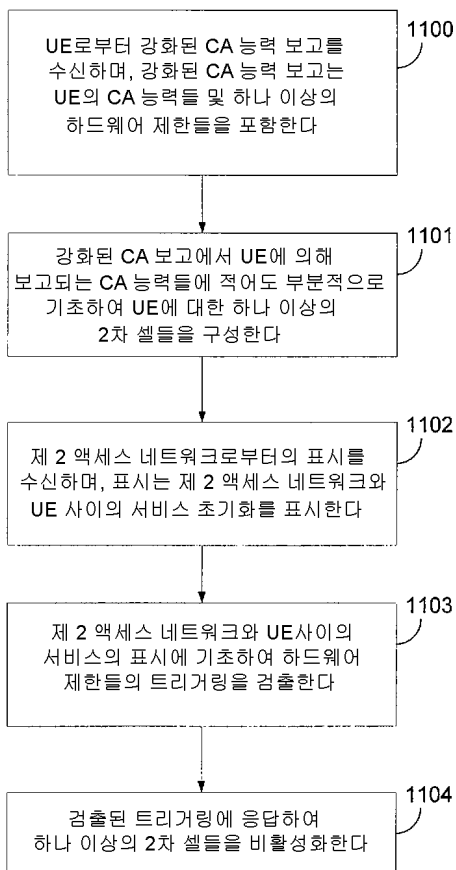 1100
UE로부터 강화된 CA 능력 보고를
수신하며, 강화된 CA 능력 보고는
UE의 CA 능력들 및 하나 이상의
하드웨어 제한들을 포함한다
1101
강화된 CA 보고에서 UE에 의해
보고되는 CA 능력들에 적어도 부분적으로
기초하여 UE에 대한 하나 이상의
2차 셀들을 구성한다
1102
제 2 액세스 네트워크로부터의 표시를
수신하며, 표시는 제 2 액세스 네트워크와
UE 사이의 서비스 초기화를 표시한다
1103
제 2 액세스 네트워크와 UE사이의
서비스의 표시에 기초하여 하드웨어
제한들의 트리거링을 검출한다
1104
검출된 트리거링에 응답하여
하나 이상의 2차 셀들을 비활성화한다